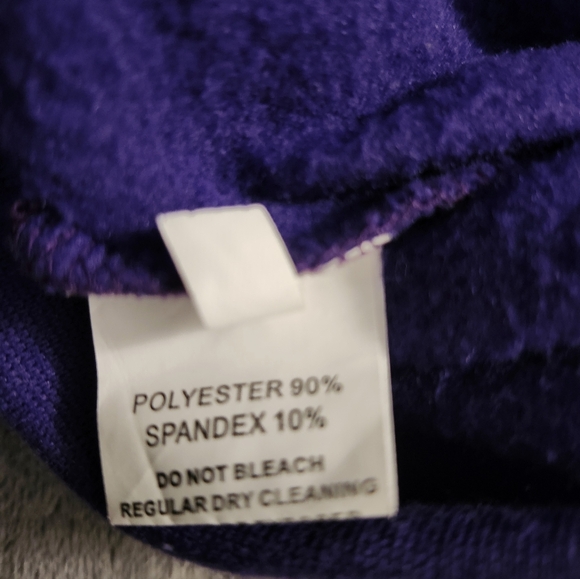 POLYESTER 90%
SPANDEX 10%
DO NOT BLEACH
REGULAR DRY CLEANING